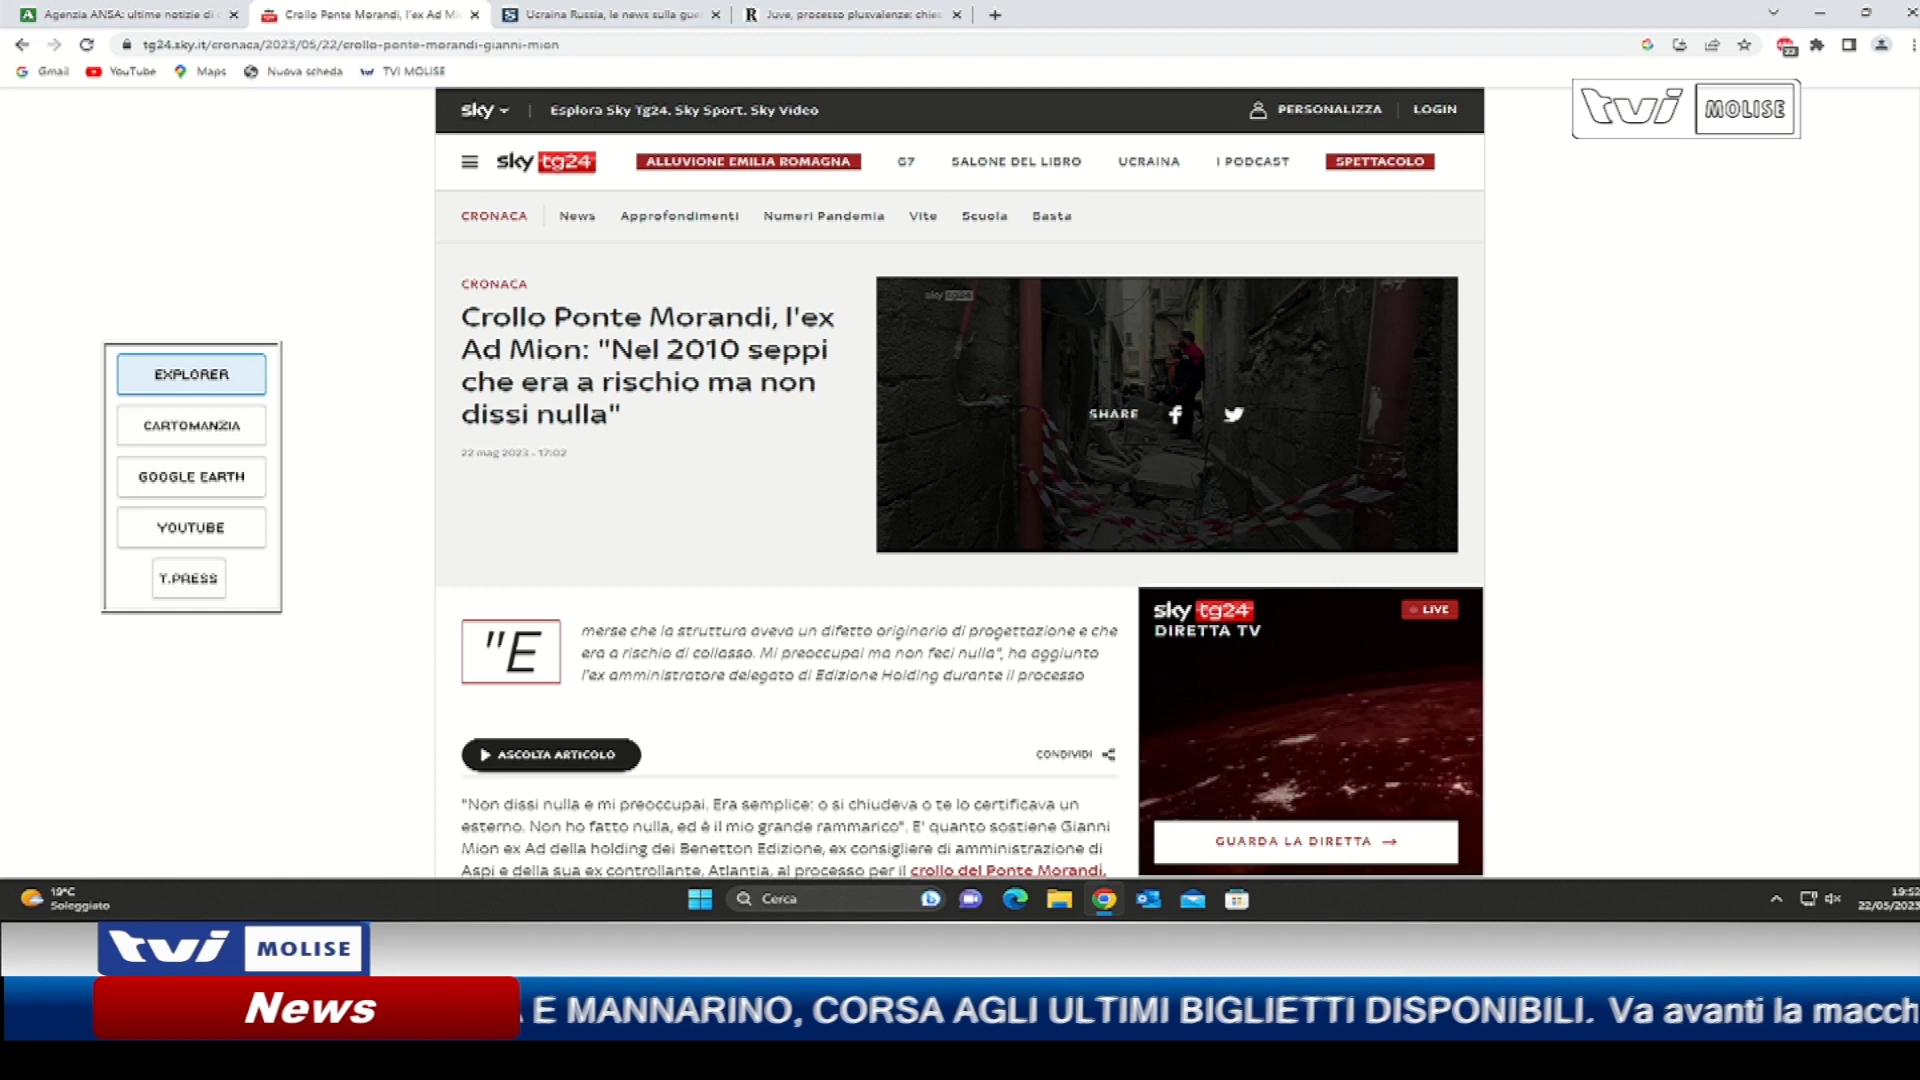 Agenzia ANSA: ultime notizie di c
Crollo Ponte Morandi, l'ex Ad Mi
Ucraina Russia, le news sulla gue
Juve, processo plusvalenze: chies
tg24.sky.it/cronaca/2023/05/22/crollo-ponte-morandi-gianni-mion
Gmail
YouTube
Maps
Nuova scheda
TVI MOLISE
tvi MOLISE
sky
Esplora Sky Tg24, Sky Sport, Sky Video
PERSONALIZZA
LOGIN
sky tg24
ALLUVIONE EMILIA ROMAGNA
G7
SALONE DEL LIBRO
UCRAINA
I PODCAST
SPETTACOLO
CRONACA
News
Approfondimenti
Numeri Pandemia
Vite
Scuola
Basta
CRONACA
Crollo Ponte Morandi, l'ex
Ad Mion: "Nel 2010 seppi
che era a rischio ma non
dissi nulla"
22 mag 2023 - 17:02
sky tg24
SHARE
EXPLORER
CARTOMANZIA
GOOGLE EARTH
YOUTUBE
T.PRESS
"E
merse che la struttura aveva un difetto originario di progettazione e che
era a rischio di collasso. Mi preoccupai ma non feci nulla", ha aggiunto
l'ex amministratore delegato di Edizione Holding durante il processo
sky tg24
LIVE
DIRETTA TV
ASCOLTA ARTICOLO
CONDIVIDI
"Non dissi nulla e mi preoccupai. Era semplice: o si chiudeva o te lo certificava un
esterno. Non ho fatto nulla, ed è il mio grande rammarico". E' quanto sostiene Gianni
Mion ex Ad della holding dei Benetton Edizione, ex consigliere di amministrazione di
Aspi e della sua ex controllante, Atlantia, al processo per il crollo del Ponte Morandi.
GUARDA LA DIRETTA →
19°C
Soleggiato
Cerca
19:52
22/05/2023
tvi MOLISE
News
E MANNARINO, CORSA AGLI ULTIMI BIGLIETTI DISPONIBILI. Va avanti la macch